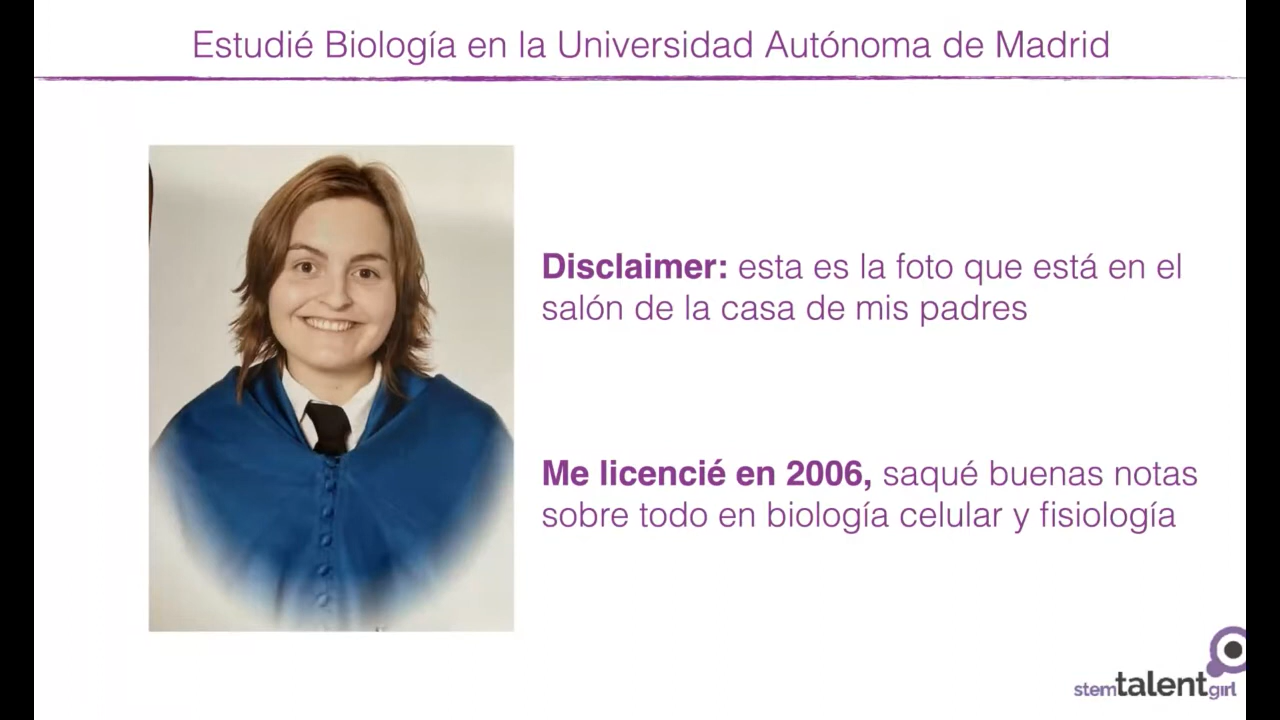 Estudié Biología en la Universidad Autónoma de Madrid
Disclaimer: esta es la foto que está en el
salón de la casa de mis padres
Me licencié en 2006, saqué buenas notas
sobre todo en biología celular y fisiología
stemtalentgirl